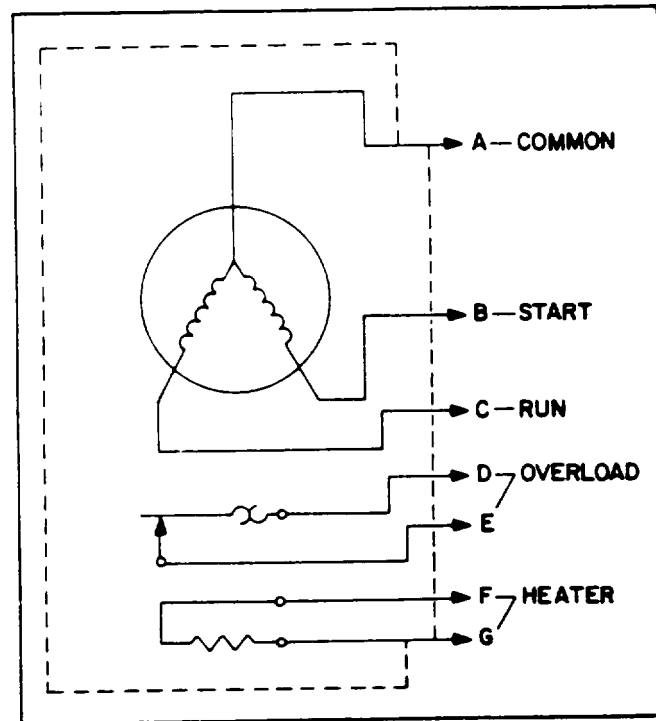 A — COMMON
B — START
C — RUN
D OVERLOAD
E
F HEATER
G